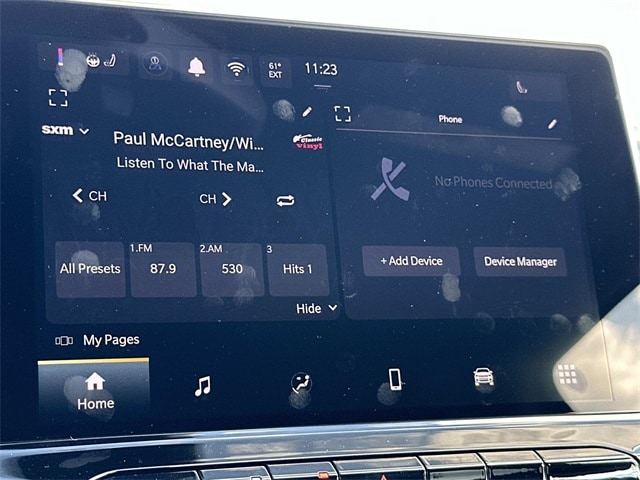 61°
EXT
11:23
sxm
Paul McCartney/Wi...
Classic
vinyl
Listen To What The Ma...
CH
CH
All Presets
1.FM
87.9
2.AM
530
3
Hits 1
Hide
Phone
No Phones Connected
+ Add Device
Device Manager
My Pages
Home